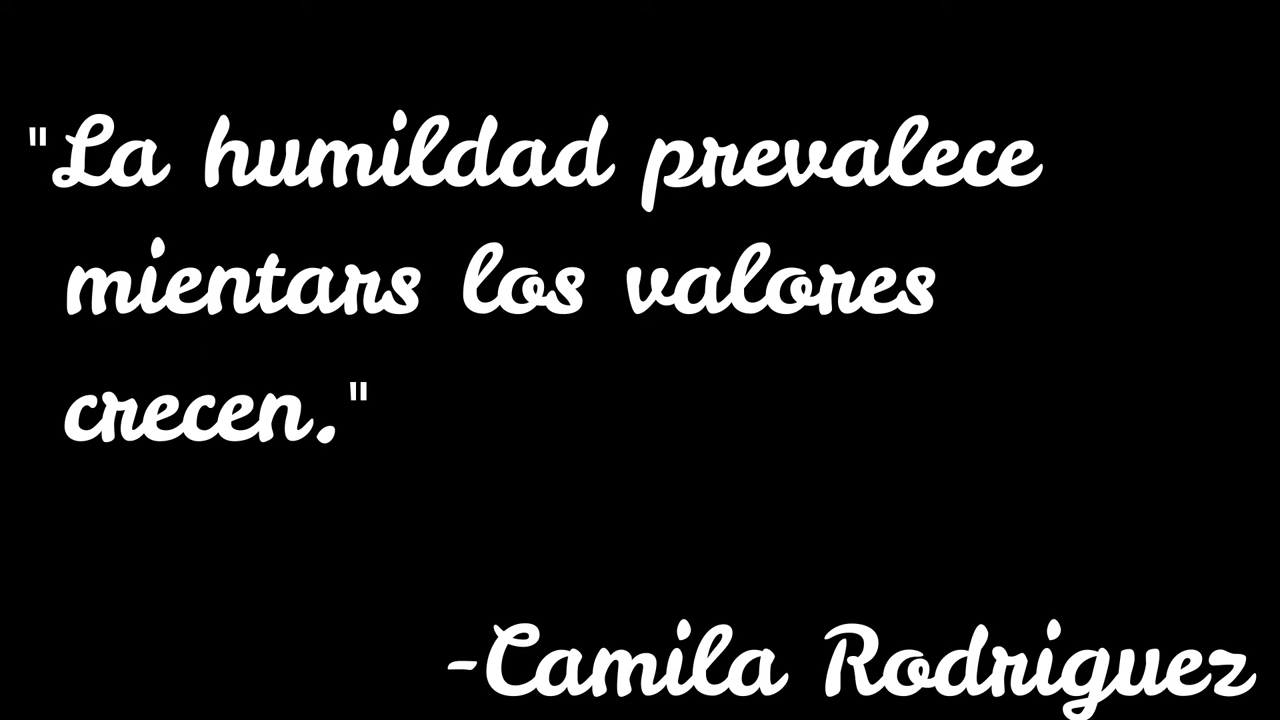 "La humildad prevalece
mientars los valores
crecen."
-Camila Rodriguez